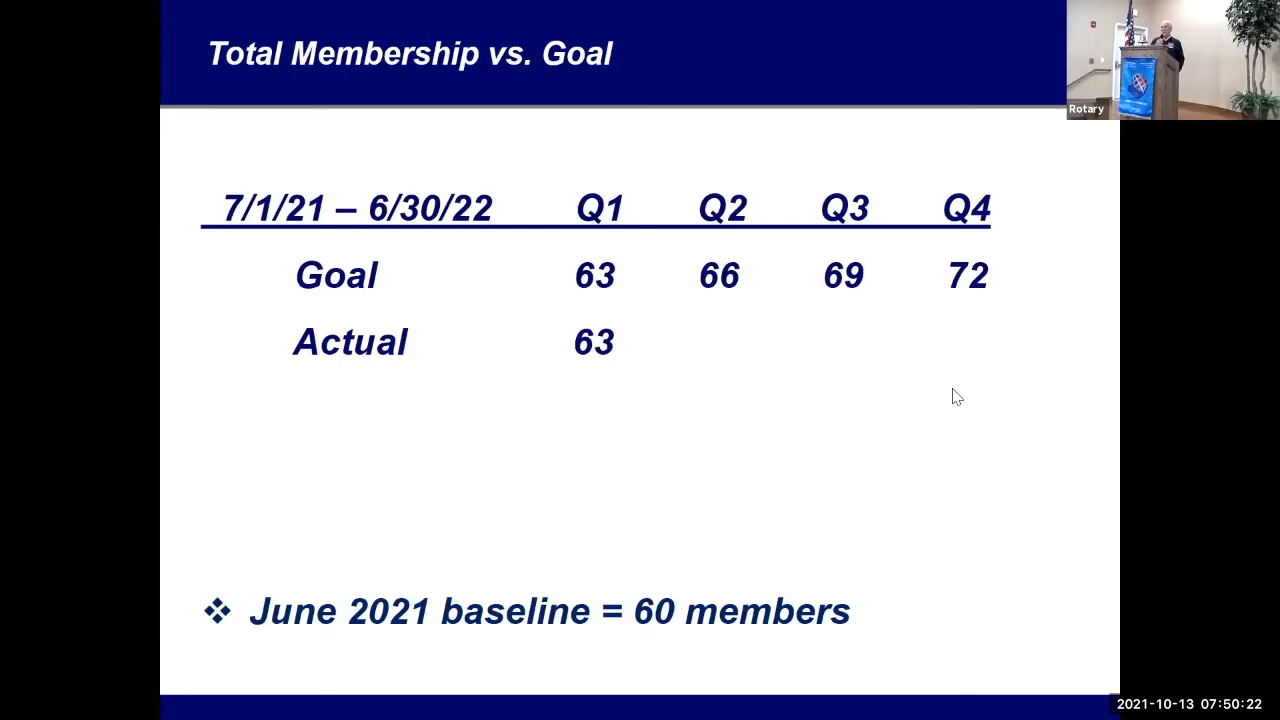 Total Membership vs. Goal
Rotary
7/1/21 – 6/30/22 Q1 Q2 Q3 Q4
Goal 63 66 69 72
Actual 63
❖ June 2021 baseline = 60 members
2021-10-13 07:50:22